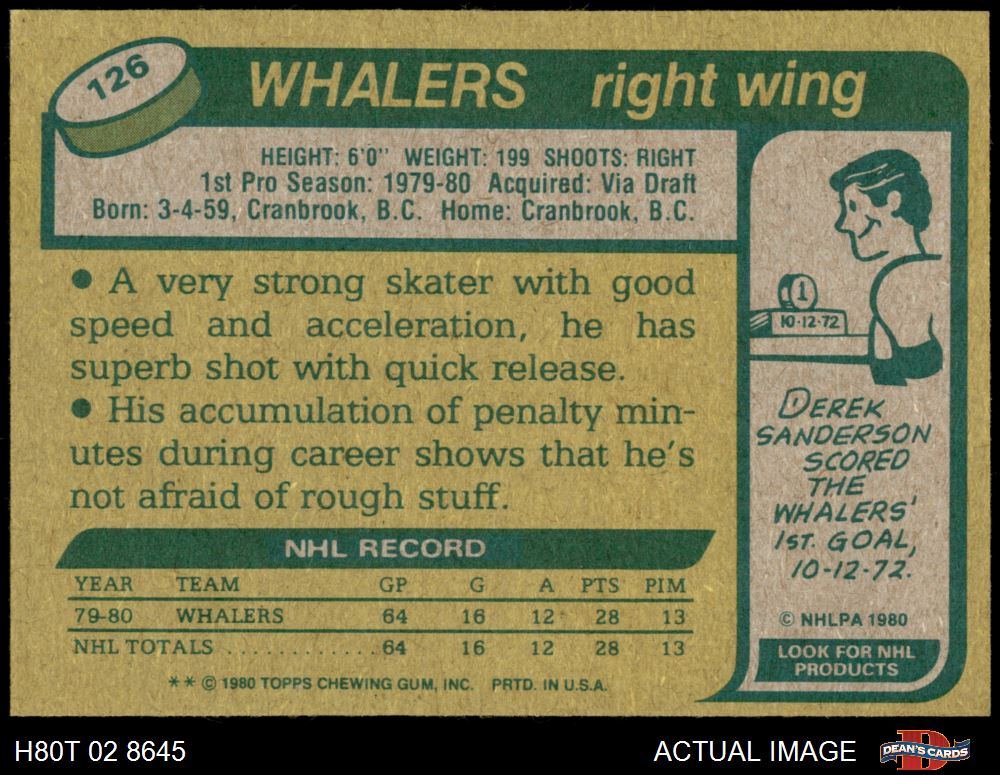 126
WHALERS right wing
HEIGHT: 6'0" WEIGHT: 199 SHOOTS: RIGHT
1st Pro Season: 1979-80 Acquired: Via Draft
Born: 3-4-59, Cranbrook, B.C. Home: Cranbrook, B.C.
● A very strong skater with good
speed and acceleration, he has
superb shot with quick release.
● His accumulation of penalty min-
utes during career shows that he's
not afraid of rough stuff.
NHL RECORD
YEAR TEAM GP G A PTS PIM
79-80 WHALERS 64 16 12 28 13
NHL TOTALS ............ 64 16 12 28 13
** © 1980 TOPPS CHEWING GUM, INC. PRTD. IN U.S.A.
1
10-12-72
DEREK
SANDERSON
SCORED
THE
WHALERS'
1ST. GOAL,
10-12-72.
© NHLPA 1980
LOOK FOR NHL
PRODUCTS
H80T 02 8645 ACTUAL IMAGE
DEAN'S CARDS